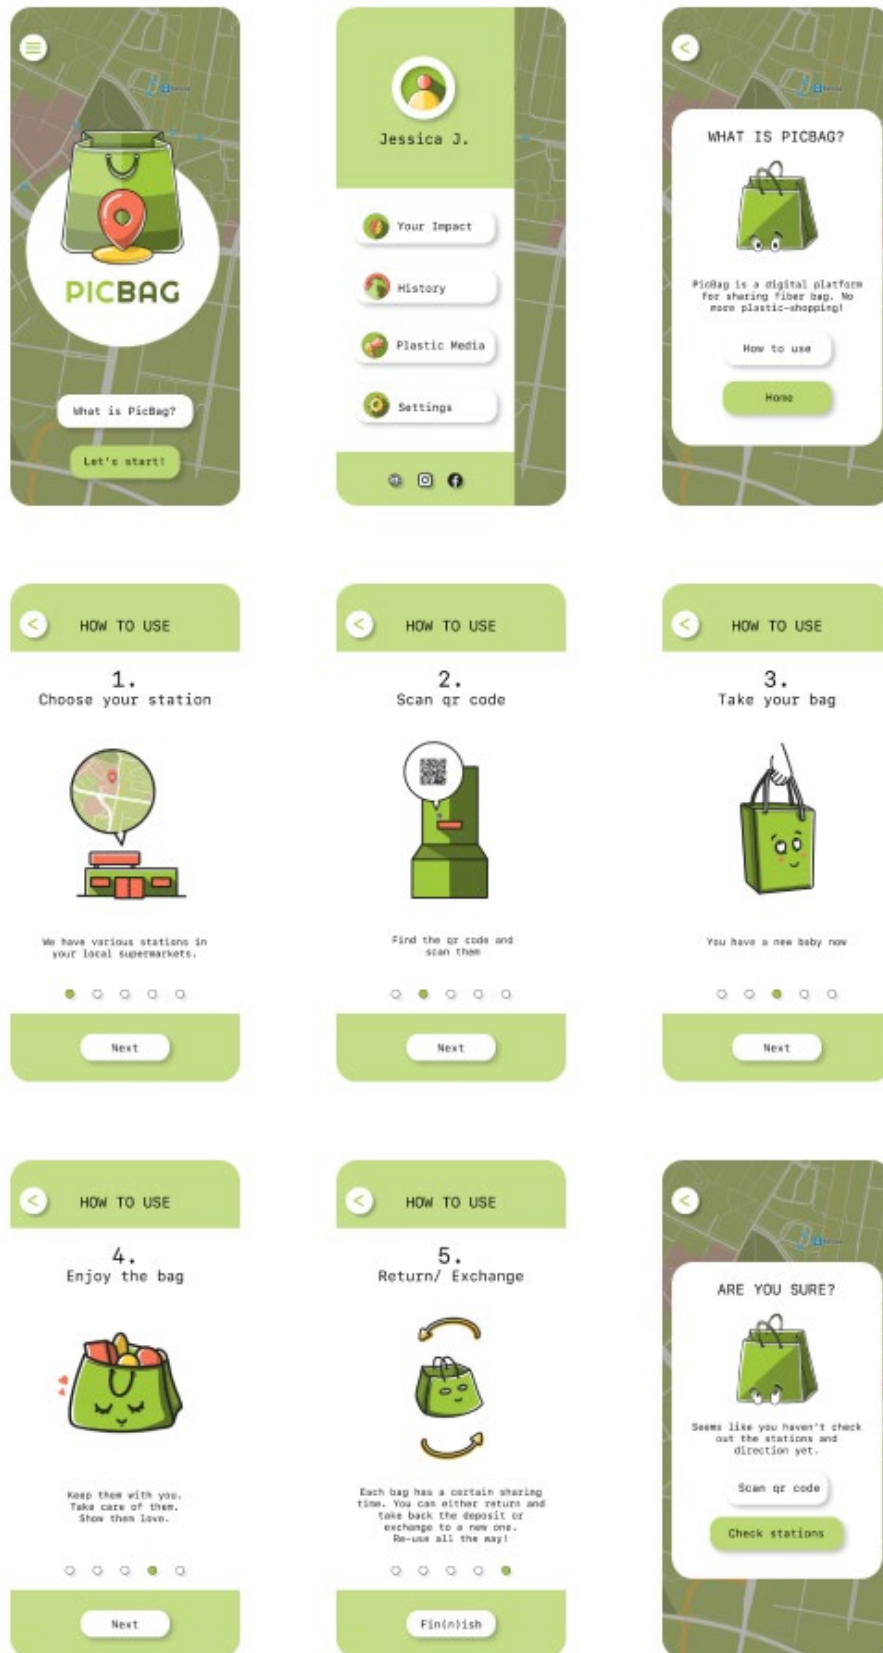 PICBAG
What is PicBag?
Let's start!
Jessica J.
Your Impact
History
Plastic Media
Settings
<
WHAT IS PICBAG?
PicBag is a digital platform
for sharing fiber bag. No
more plastic-shopping!
How to use
Home
<
HOW TO USE
1.
Choose your station
We have various stations in
your local supermarkets.
Next
<
HOW TO USE
2.
Scan qr code
Find the qr code and
scan them
Next
<
HOW TO USE
3.
Take your bag
You have a new baby now
Next
<
HOW TO USE
4.
Enjoy the bag
Keep them with you.
Take care of them.
Show them love.
Next
<
HOW TO USE
5.
Return/ Exchange
Each bag has a certain sharing
time. You can either return and
take back the deposit or
exchange to a new one.
Re-use all the way!
Fin(n)ish
<
ARE YOU SURE?
Seems like you haven't check
out the stations and
direction yet.
Scan qr code
Check stations